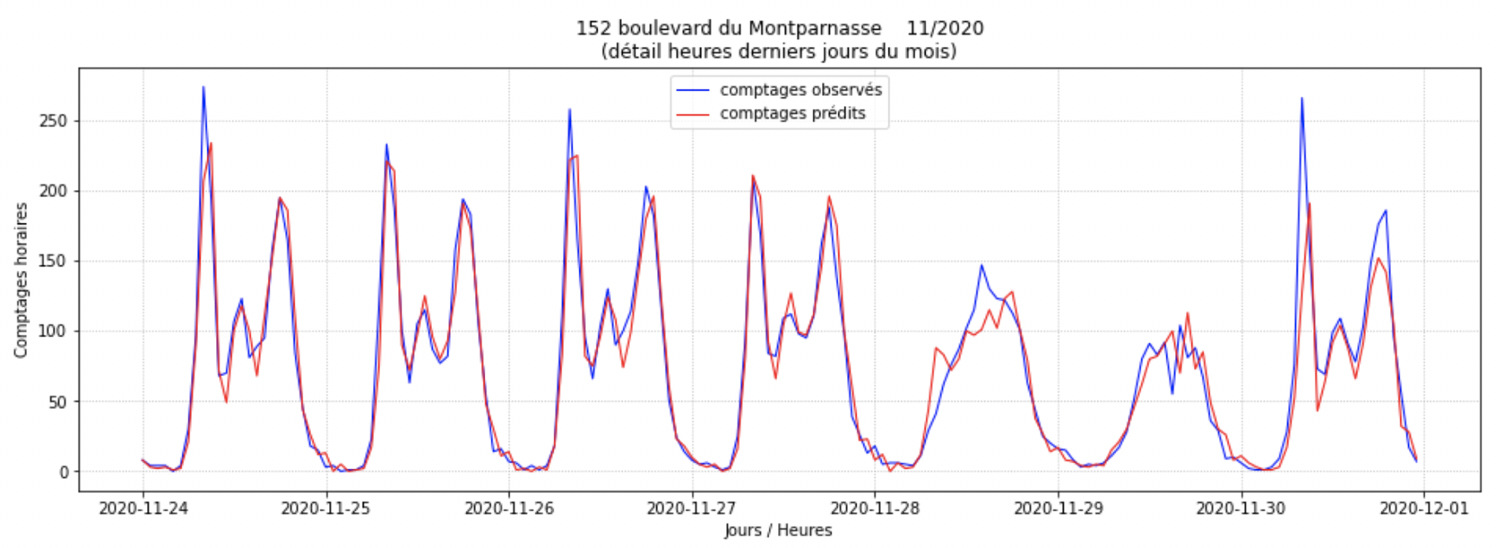 152 boulevard du Montparnasse 11/2020
(détail heures derniers jours du mois)
comptages observés
comptages prédits
Comptages horaires
250
200
150
100
50
0
2020-11-24 2020-11-25 2020-11-26 2020-11-27 2020-11-28 2020-11-29 2020-11-30 2020-12-01
Jours / Heures